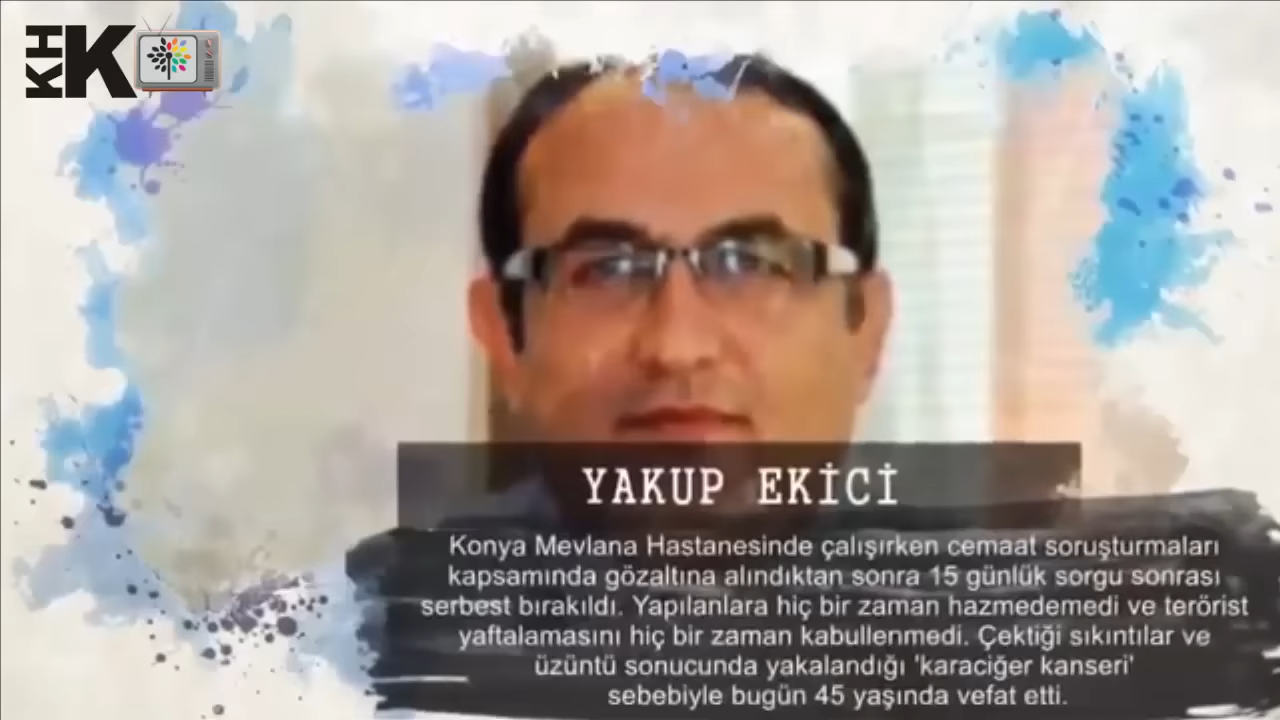 KHK
YAKUP EKİCİ
Konya Mevlana Hastanesinde çalışırken cemaat soruşturmaları
kapsamında gözaltına alındıktan sonra 15 günlük sorgu sonrası
serbest bırakıldı. Yapılanlara hiç bir zaman hazmedemedi ve terörist
yaftalamasını hiç bir zaman kabullenmedi. Çektiği sıkıntılar ve
üzüntü sonucunda yakalandığı 'karaciğer kanseri'
sebebiyle bugün 45 yaşında vefat etti.